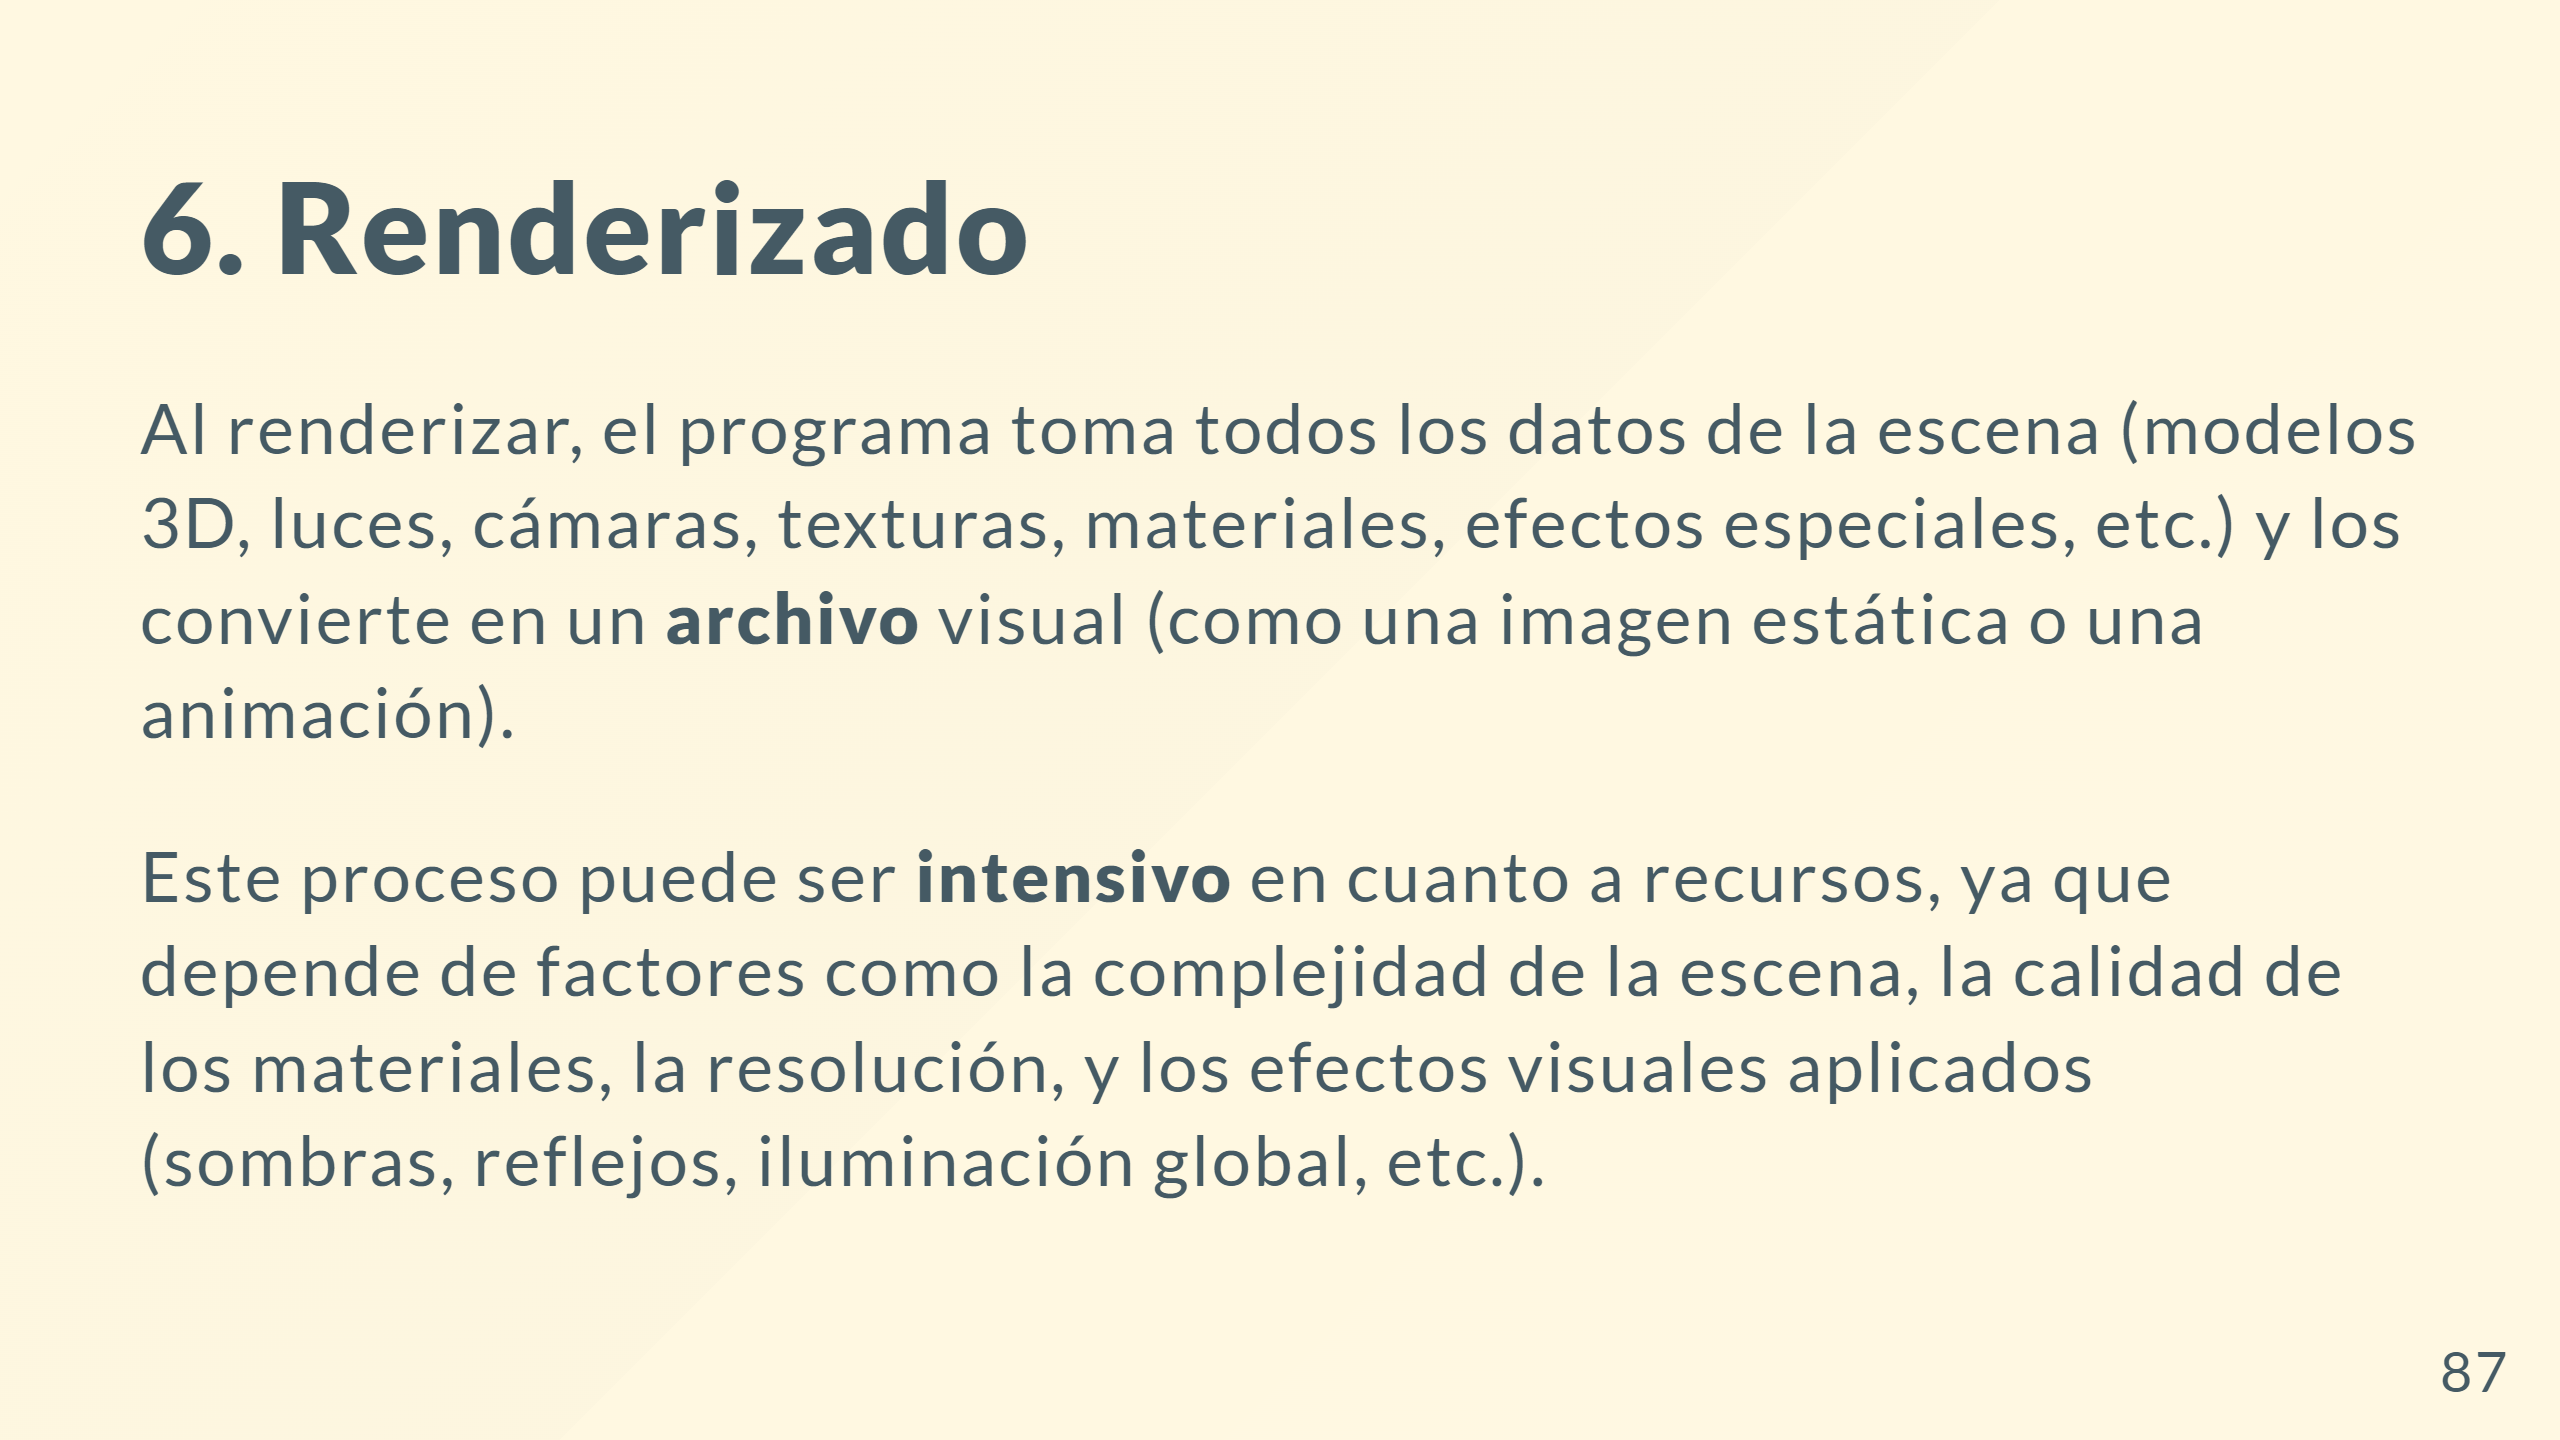 6. Renderizado
Al renderizar, el programa toma todos los datos de la escena (modelos
3D, luces, cámaras, texturas, materiales, efectos especiales, etc.) y los
convierte en un archivo visual (como una imagen estática o una
animación).
Este proceso puede ser intensivo en cuanto a recursos, ya que
depende de factores como la complejidad de la escena, la calidad de
los materiales, la resolución, y los efectos visuales aplicados
(sombras, reflejos, iluminación global, etc.).
87